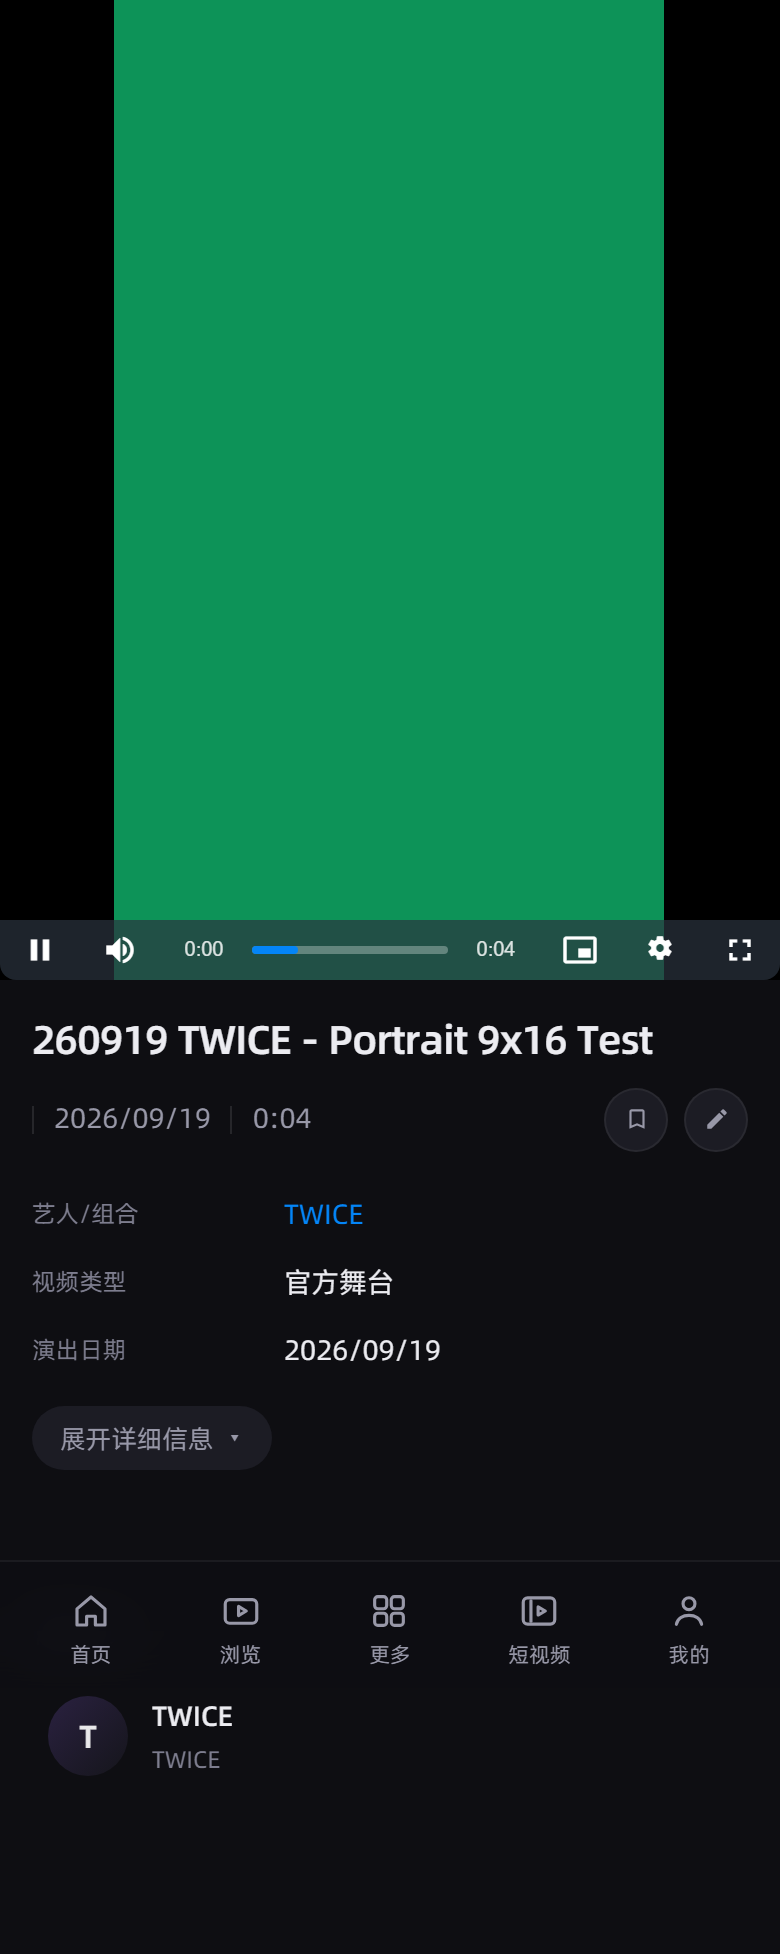 0:00
0:04
260919 TWICE - Portrait 9x16 Test
2026/09/19
0:04
艺人/组合
TWICE
视频类型
官方舞台
演出日期
2026/09/19
展开详细信息
首页
浏览
更多
短视频
我的
T
TWICE
TWICE